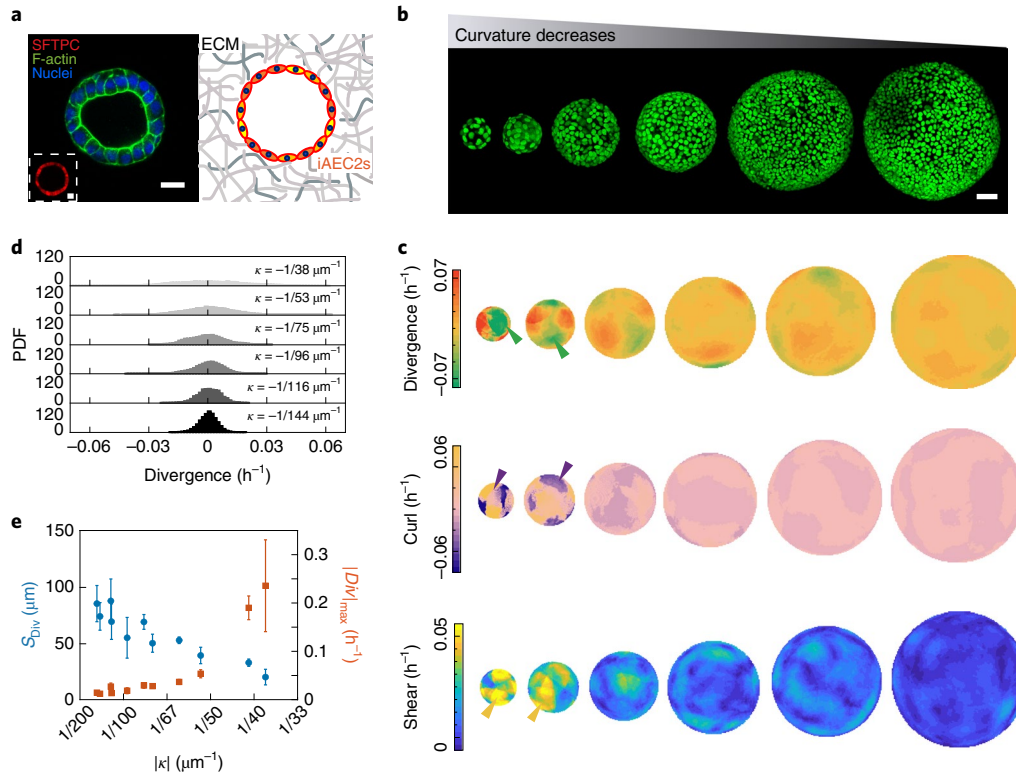 a
SFTPC
F-actin
Nuclei
ECM
iAEC2s
b
Curvature decreases
d
120
0
κ = −1/38 μm⁻¹
120
0
κ = −1/53 μm⁻¹
120
0
κ = −1/75 μm⁻¹
120
0
κ = −1/96 μm⁻¹
120
0
κ = −1/116 μm⁻¹
120
0
κ = −1/144 μm⁻¹
PDF
−0.06
−0.03
0
0.03
0.06
Divergence (h⁻¹)
c
Divergence (h⁻¹)
0.07
−0.07
Curl (h⁻¹)
0.06
−0.06
Shear (h⁻¹)
0.05
0
e
150
100
50
0
S_Div (μm)
0.3
0.2
0.1
0
|Div|max (h⁻¹)
1/200
1/100
1/67
1/50
1/40
1/33
|κ| (μm⁻¹)